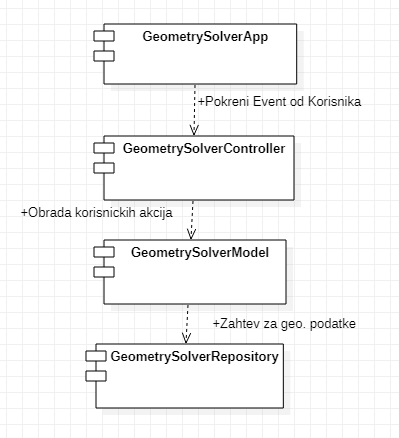 GeometrySolverApp
+Pokreni Event od Korisnika
GeometrySolverController
+Obrada korisnickih akcija
GeometrySolverModel
+Zahtev za geo. podatke
GeometrySolverRepository